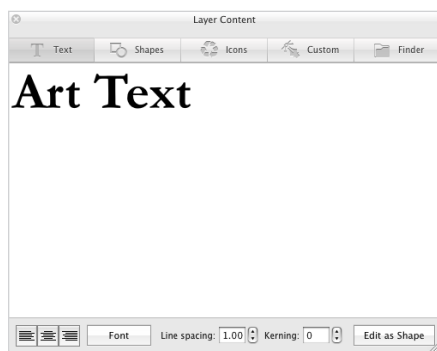 Layer Content
Text Shapes Icons Custom Finder
Art Text
Font Line spacing: 1.00 Kerning: 0 Edit as Shape